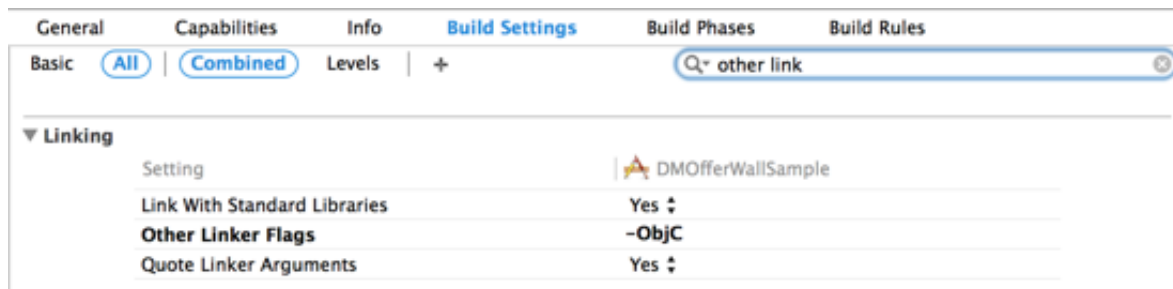 General Capabilities Info Build Settings Build Phases Build Rules
Basic All Combined Levels + other link
Linking
Setting DMOfferWallSample
Link With Standard Libraries Yes
Other Linker Flags -ObjC
Quote Linker Arguments Yes